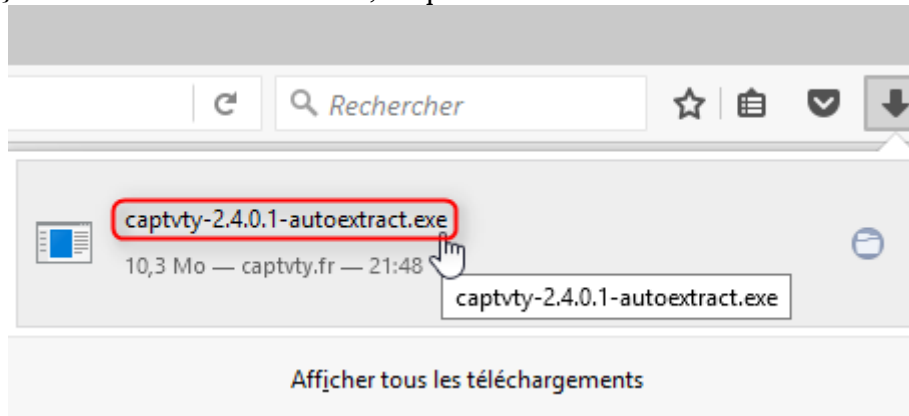 Rechercher
captvty-2.4.0.1-autoextract.exe
10,3 Mo — captvty.fr — 21:48
captvty-2.4.0.1-autoextract.exe
Afficher tous les téléchargements